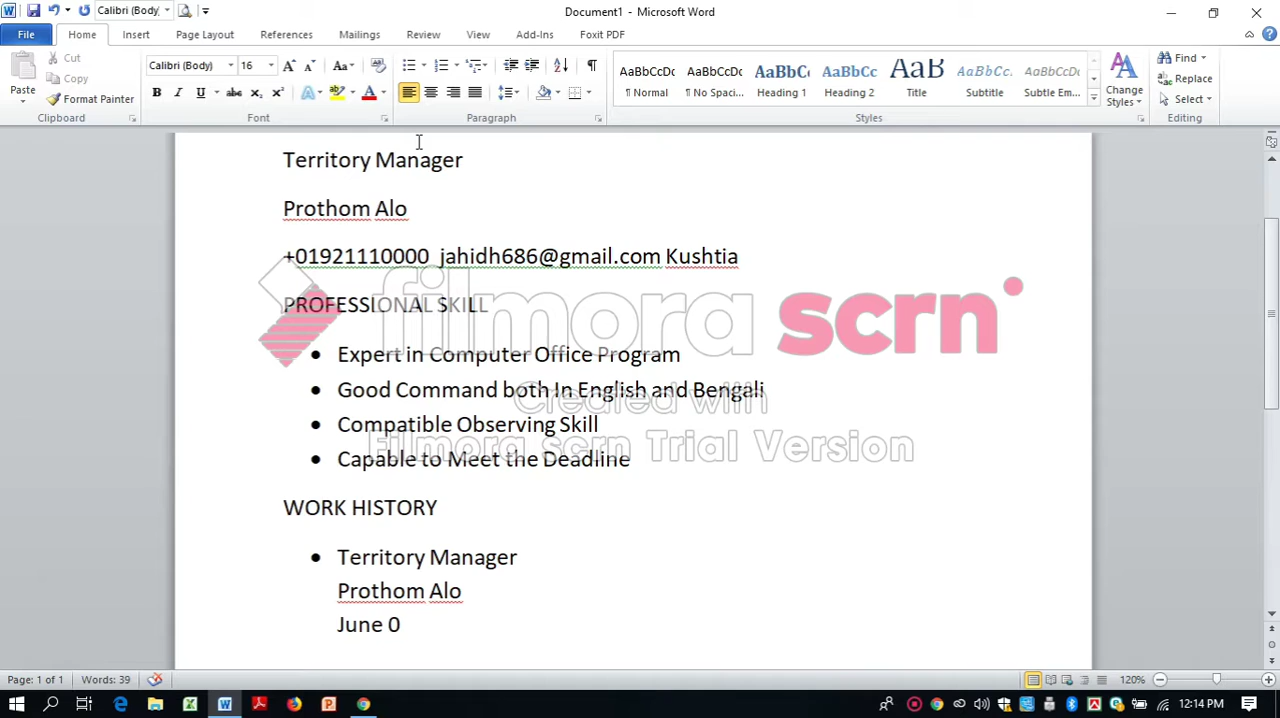 Calibri (Body
Document1 - Microsoft Word
File Home Insert Page Layout References Mailings Review View Add-Ins Foxit PDF
Paste
Cut
Copy
Format Painter
Clipboard
Calibri (Body) 16
Font
Paragraph
AaBbCcDc AaBbCcDc AaBbCc AaBbCc AaB AaBbCcL AaBbCcDc
¶ Normal ¶ No Spaci... Heading 1 Heading 2 Title Subtitle Subtle Em...
Styles
Change Styles
Find
Replace
Select
Editing
Territory Manager
Prothom Alo
+01921110000 jahidh686@gmail.com Kushtia
PROFESSIONAL SKILL
filmora scrn
Expert in Computer Office Program
Good Command both In English and Bengali
Created with
Compatible Observing Skill
Filmora Scrn Trial Version
Capable to Meet the Deadline
WORK HISTORY
Territory Manager
Prothom Alo
June 0
Page: 1 of 1 Words: 39 120%
12:14 PM